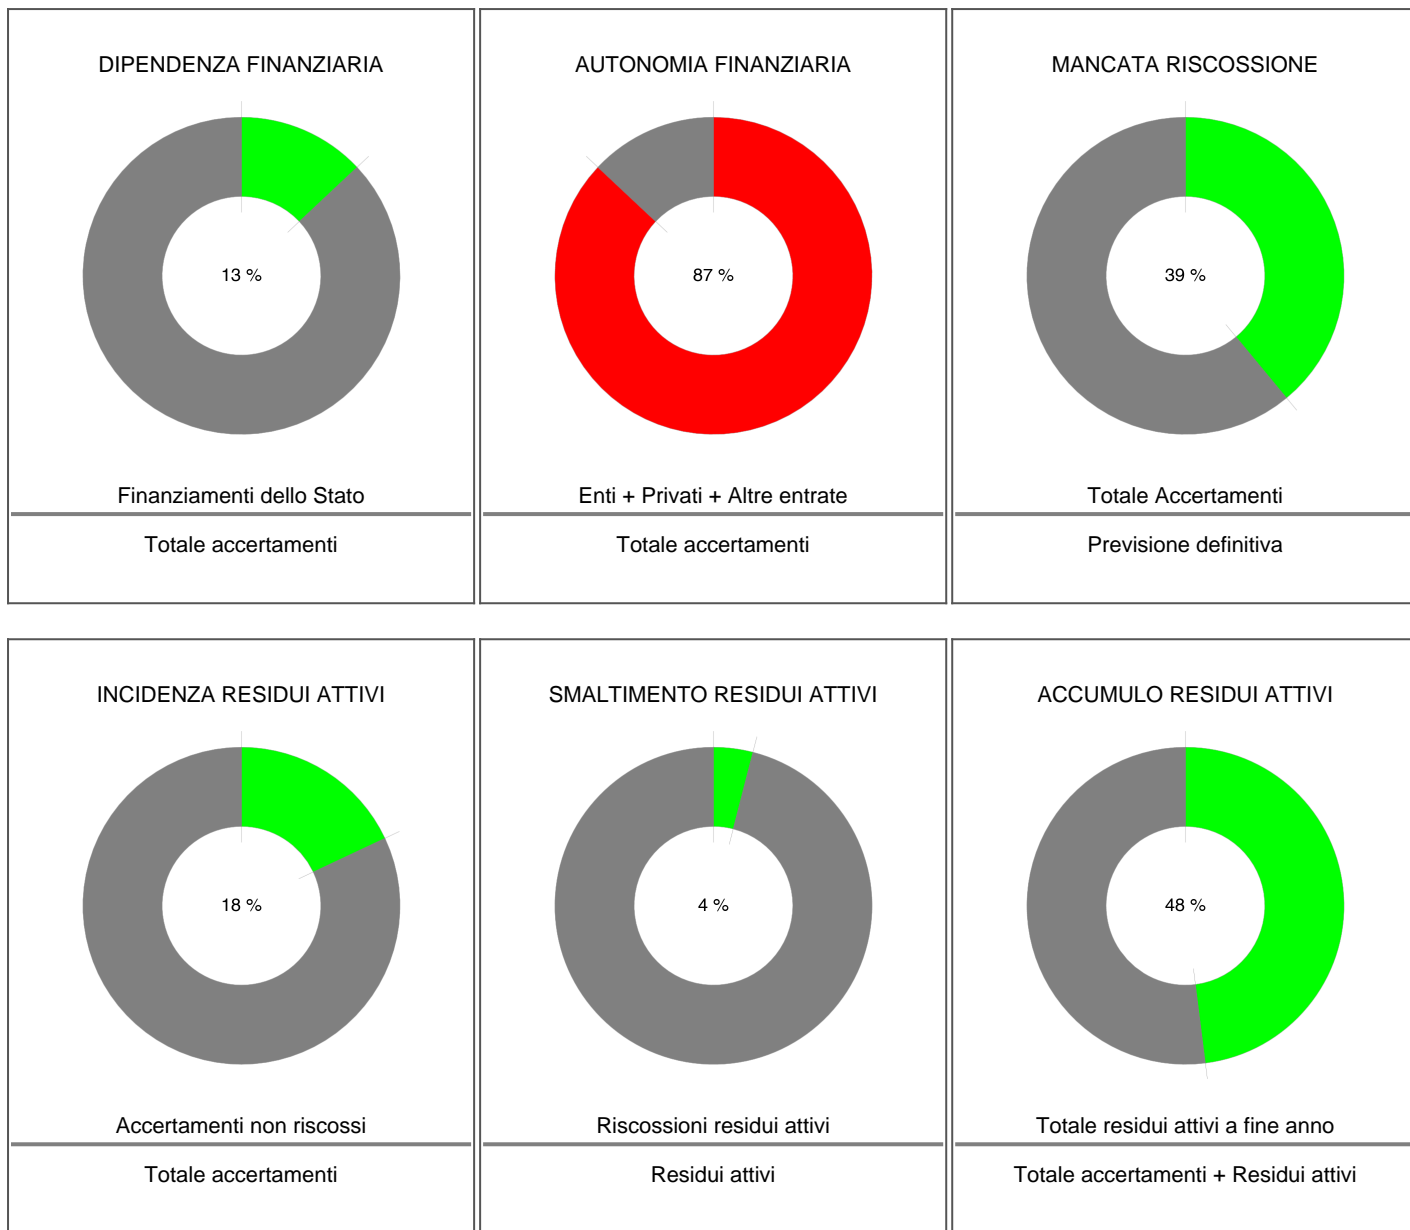 DIPENDENZA FINANZIARIA
13 %
Finanziamenti dello Stato
Totale accertamenti
AUTONOMIA FINANZIARIA
87 %
Enti + Privati + Altre entrate
Totale accertamenti
MANCATA RISCOSSIONE
39 %
Totale Accertamenti
Previsione definitiva
INCIDENZA RESIDUI ATTIVI
18 %
Accertamenti non riscossi
Totale accertamenti
SMALTIMENTO RESIDUI ATTIVI
4 %
Riscossioni residui attivi
Residui attivi
ACCUMULO RESIDUI ATTIVI
48 %
Totale residui attivi a fine anno
Totale accertamenti + Residui attivi